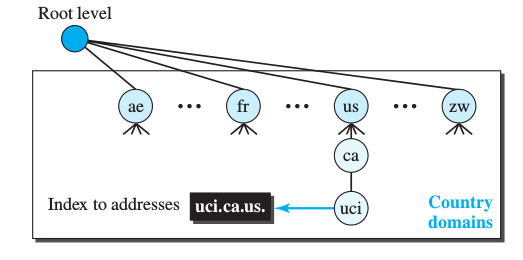 Root level
ae ••• fr ••• us ••• zw
ca
Index to addresses uci.ca.us. uci
Country
domains